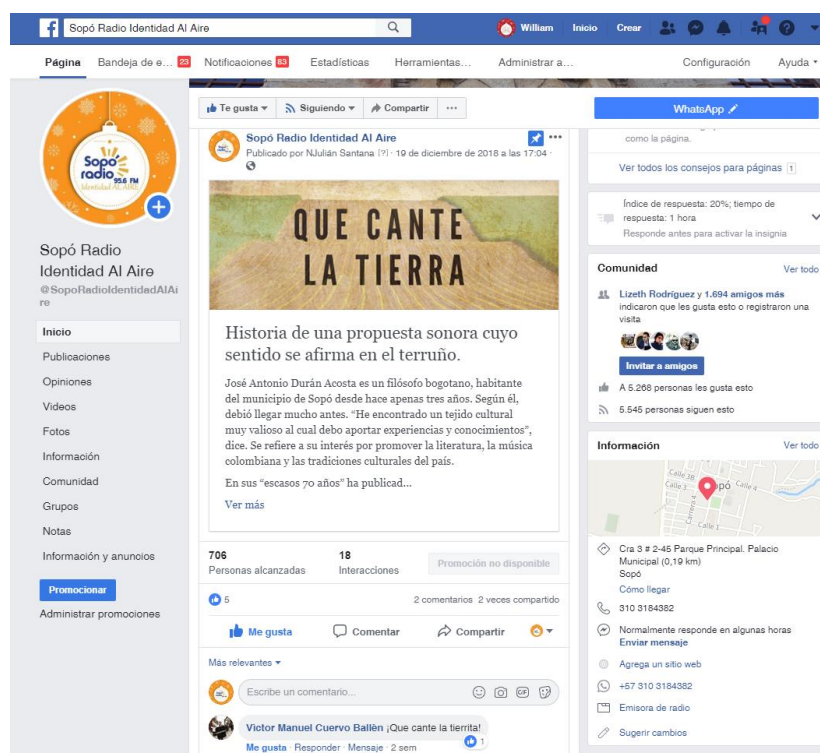 Sopó Radio Identidad Al Aire
William Inicio Crear
Página Bandeja de e... 23 Notificaciones 83 Estadísticas Herramientas... Administrar a... Configuración Ayuda
Te gusta Siguiendo Compartir ...
WhatsApp
Sopó
radio
95.6 FM
Identidad AL AIRE
Sopó Radio
Identidad Al Aire
@SopoRadioIdentidadAlAi
re
Inicio
Publicaciones
Opiniones
Videos
Fotos
Información
Comunidad
Grupos
Notas
Información y anuncios
Promocionar
Administrar promociones
Sopó Radio Identidad Al Aire
Publicado por NJulián Santana [?] · 19 de diciembre de 2018 a las 17:04 ·
QUE CANTE
LA TIERRA
Historia de una propuesta sonora cuyo
sentido se afirma en el terruño.
José Antonio Durán Acosta es un filósofo bogotano, habitante
del municipio de Sopó desde hace apenas tres años. Según él,
debió llegar mucho antes. “He encontrado un tejido cultural
muy valioso al cual debo aportar experiencias y conocimientos”,
dice. Se refiere a su interés por promover la literatura, la música
colombiana y las tradiciones culturales del país.
En sus “escasos 70 años” ha publicad...
Ver más
706
Personas alcanzadas
18
Interacciones
Promoción no disponible
5
2 comentarios 2 veces compartido
Me gusta Comentar Compartir
Más relevantes
Escribe un comentario...
GIF
Victor Manuel Cuervo Ballèn ¡Que cante la tierrita!
1
Me gusta · Responder · Mensaje · 2 sem
como la página.
Ver todos los consejos para páginas 1
Índice de respuesta: 20%; tiempo de
respuesta: 1 hora
Responde antes para activar la insignia
Comunidad Ver todo
Lizeth Rodríguez y 1.694 amigos más
indicaron que les gusta esto o registraron una
visita
Invitar a amigos
A 5.268 personas les gusta esto
5.545 personas siguen esto
Información Ver todo
Calle 3B
Calle 3
pó
Calle 4
Carrera 4
Calle 1
Cra 3 # 2-45 Parque Principal. Palacio
Municipal (0,19 km)
Sopó
Cómo llegar
310 3184382
Normalmente responde en algunas horas
Enviar mensaje
Agrega un sitio web
+57 310 3184382
Emisora de radio
Sugerir cambios